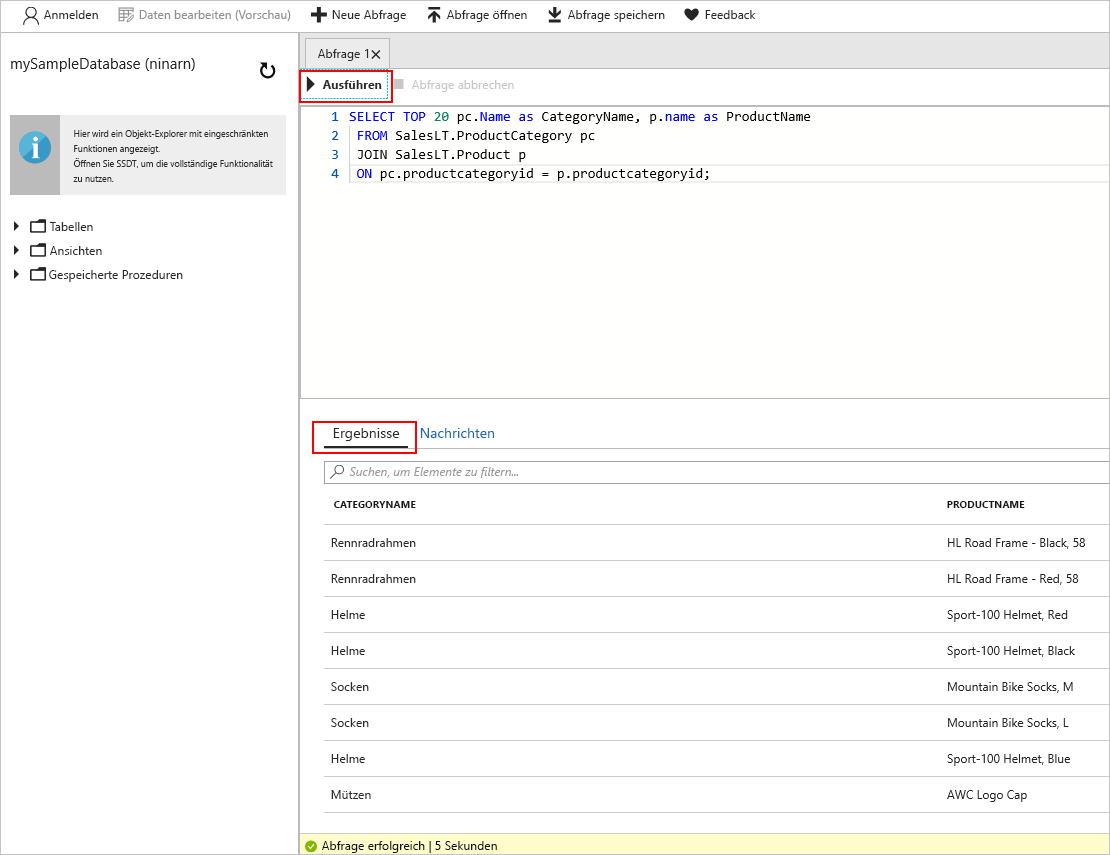 Anmelden Daten bearbeiten (Vorschau) Neue Abfrage Abfrage öffnen Abfrage speichern Feedback
mySampleDatabase (ninarn)
Hier wird ein Objekt-Explorer mit eingeschränkten
Funktionen angezeigt.
Öffnen Sie SSDT, um die vollständige Funktionalität
zu nutzen.
Tabellen
Ansichten
Gespeicherte Prozeduren
Abfrage 1
Ausführen Abfrage abbrechen
1 SELECT TOP 20 pc.Name as CategoryName, p.name as ProductName
2 FROM SalesLT.ProductCategory pc
3 JOIN SalesLT.Product p
4 ON pc.productcategoryid = p.productcategoryid;
Ergebnisse Nachrichten
Suchen, um Elemente zu filtern...
CATEGORYNAME PRODUCTNAME
Rennradrahmen HL Road Frame - Black, 58
Rennradrahmen HL Road Frame - Red, 58
Helme Sport-100 Helmet, Red
Helme Sport-100 Helmet, Black
Socken Mountain Bike Socks, M
Socken Mountain Bike Socks, L
Helme Sport-100 Helmet, Blue
Mützen AWC Logo Cap
Abfrage erfolgreich | 5 Sekunden